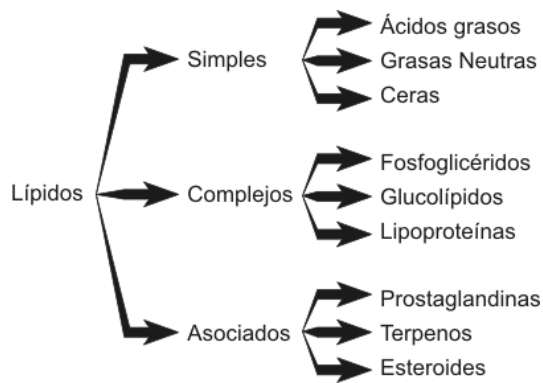 Lípidos
Simples
Ácidos grasos
Grasas Neutras
Ceras
Complejos
Fosfoglicéridos
Glucolípidos
Lipoproteínas
Asociados
Prostaglandinas
Terpenos
Esteroides